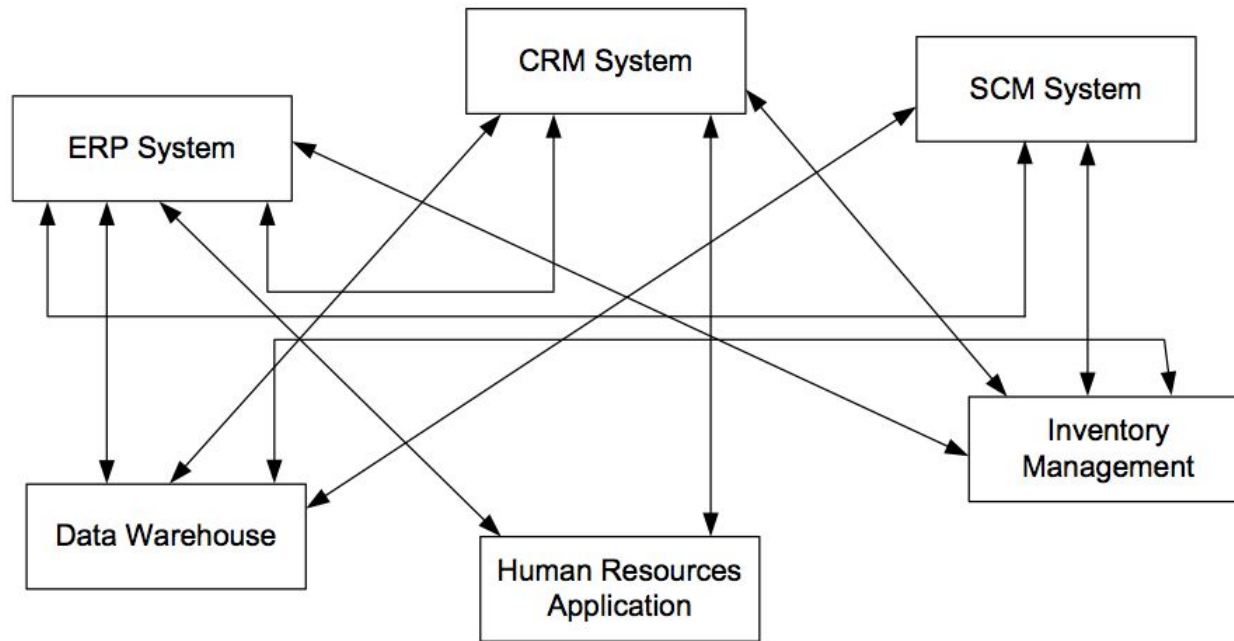 CRM System
SCM System
ERP System
Inventory
Management
Data Warehouse
Human Resources
Application